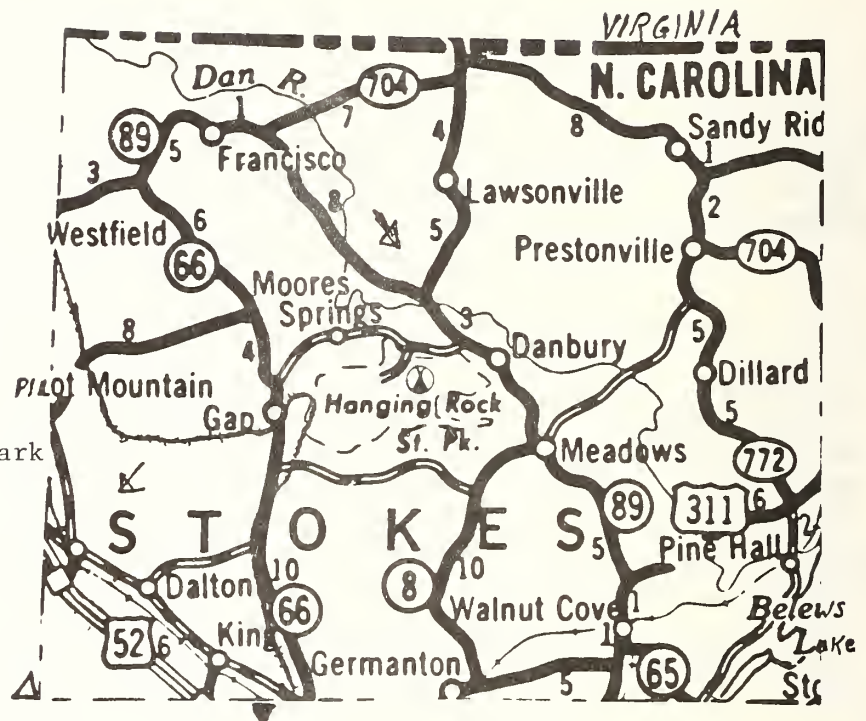 VIRGINIA
Dan R.
704
N. CAROLINA
1
7
89
5
4
8
Sandy Rid
Francisco
1
3
8
Lawsonville
2
6
5
Westfield
Prestonville
704
66
Moores
Springs
8
3
5
4
Danbury
Dillard
PILOT Mountain
Gap
Hanging Rock
St. Pk.
5
ark
Meadows
772
89
311
6
STOKES
5
Pine Hall
2
Dalton
10
8
10
66
Walnut Cove
1
Belews
Lake
52
6
King
1
Germanton
5
65
Sto